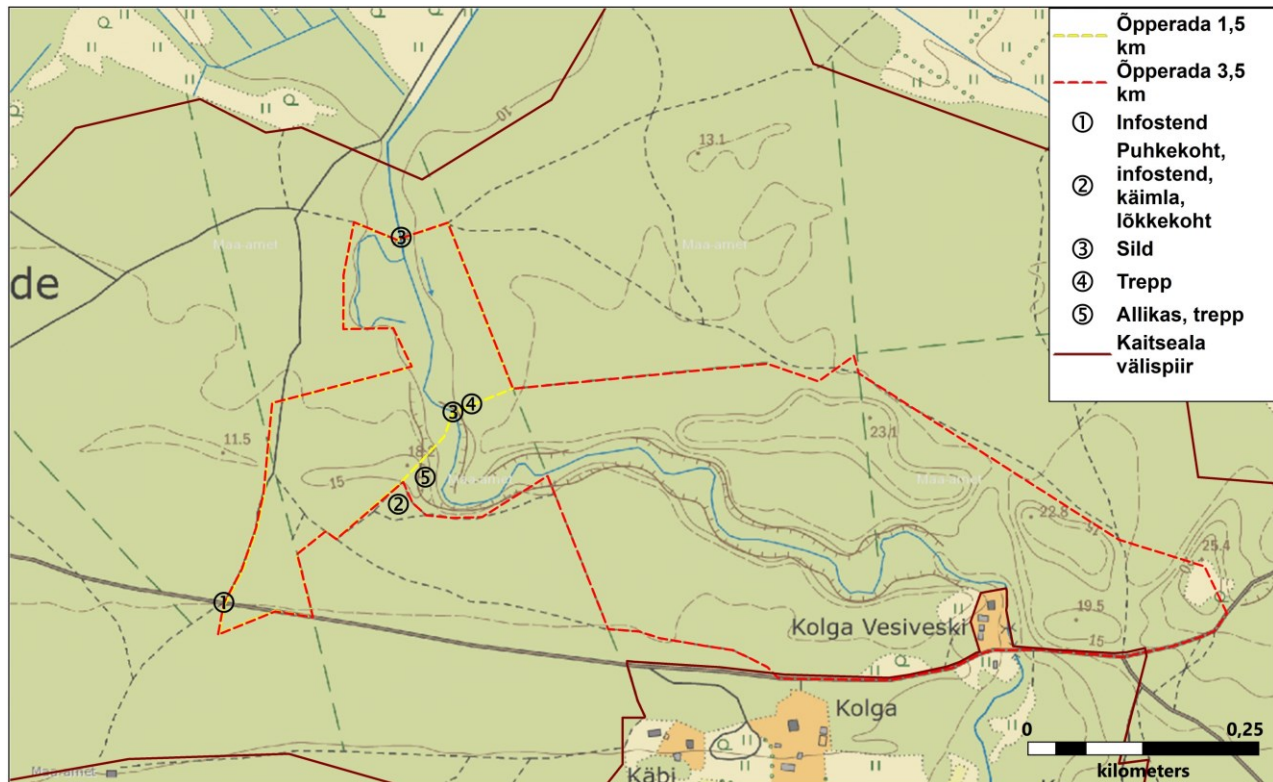 Õpperada 1,5
km
Õpperada 3,5
km
① Infostend
Puhkekoht,
infostend,
② käimla,
lõkkekoht
③ Sild
④ Trepp
⑤ Allikas, trepp
Kaitseala
välispiir
10
13.1
③
Maa-amet
Maa-amet
de
④
③
23.1
11.5
15
⑤
Maa-amet
Maa-amet
②
22.8
15
25.4
①
19.5
15
Kolga Vesiveski
Kolga
Käbi
Maa-amet
0 0,25
kilometers